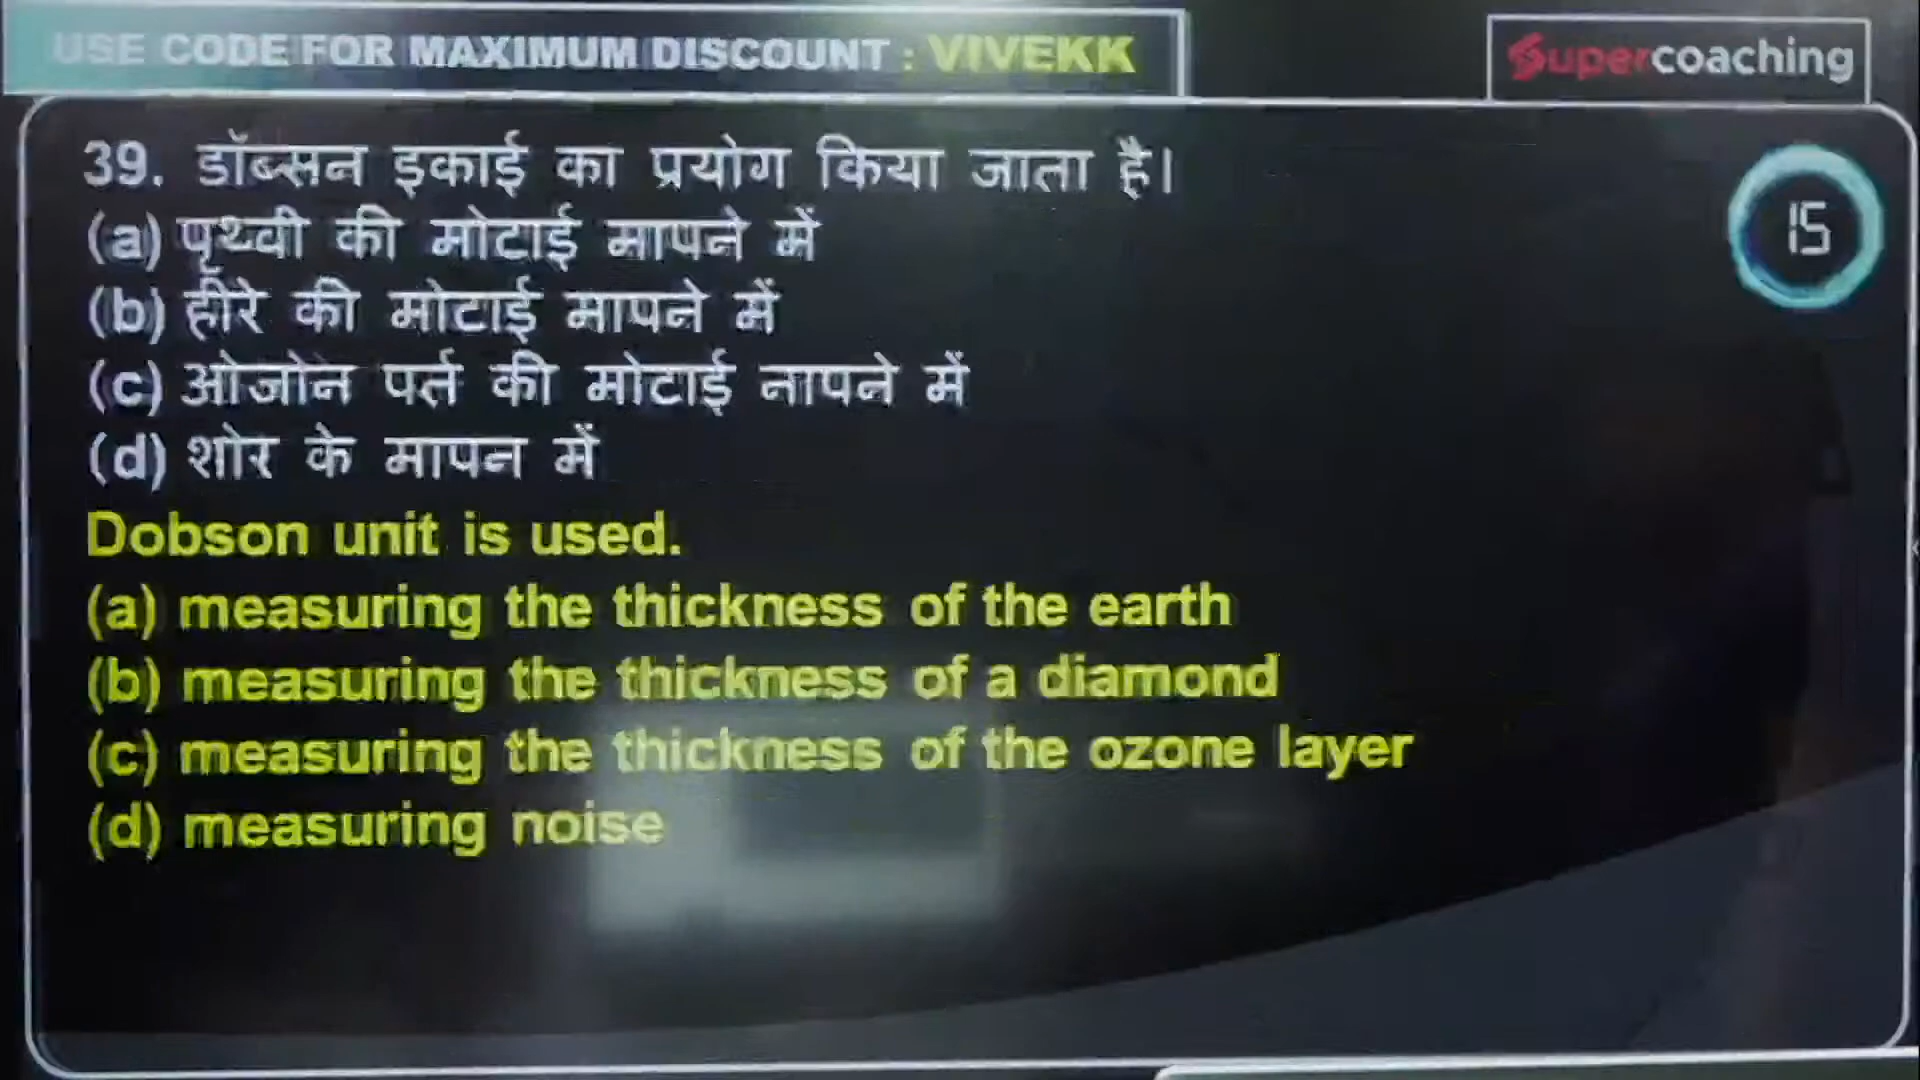 USE CODE FOR MAXIMUM DISCOUNT : VIVEKK
Supercoaching
39. डॉब्सन इकाई का प्रयोग किया जाता है।
15
(a) पृथ्वी की मोटाई मापने में
(b) हीरे की मोटाई मापने में
(c) ओजोन पर्त की मोटाई नापने में
(d) शोर के मापन में
Dobson unit is used.
(a) measuring the thickness of the earth
(b) measuring the thickness of a diamond
(c) measuring the thickness of the ozone layer
(d) measuring noise